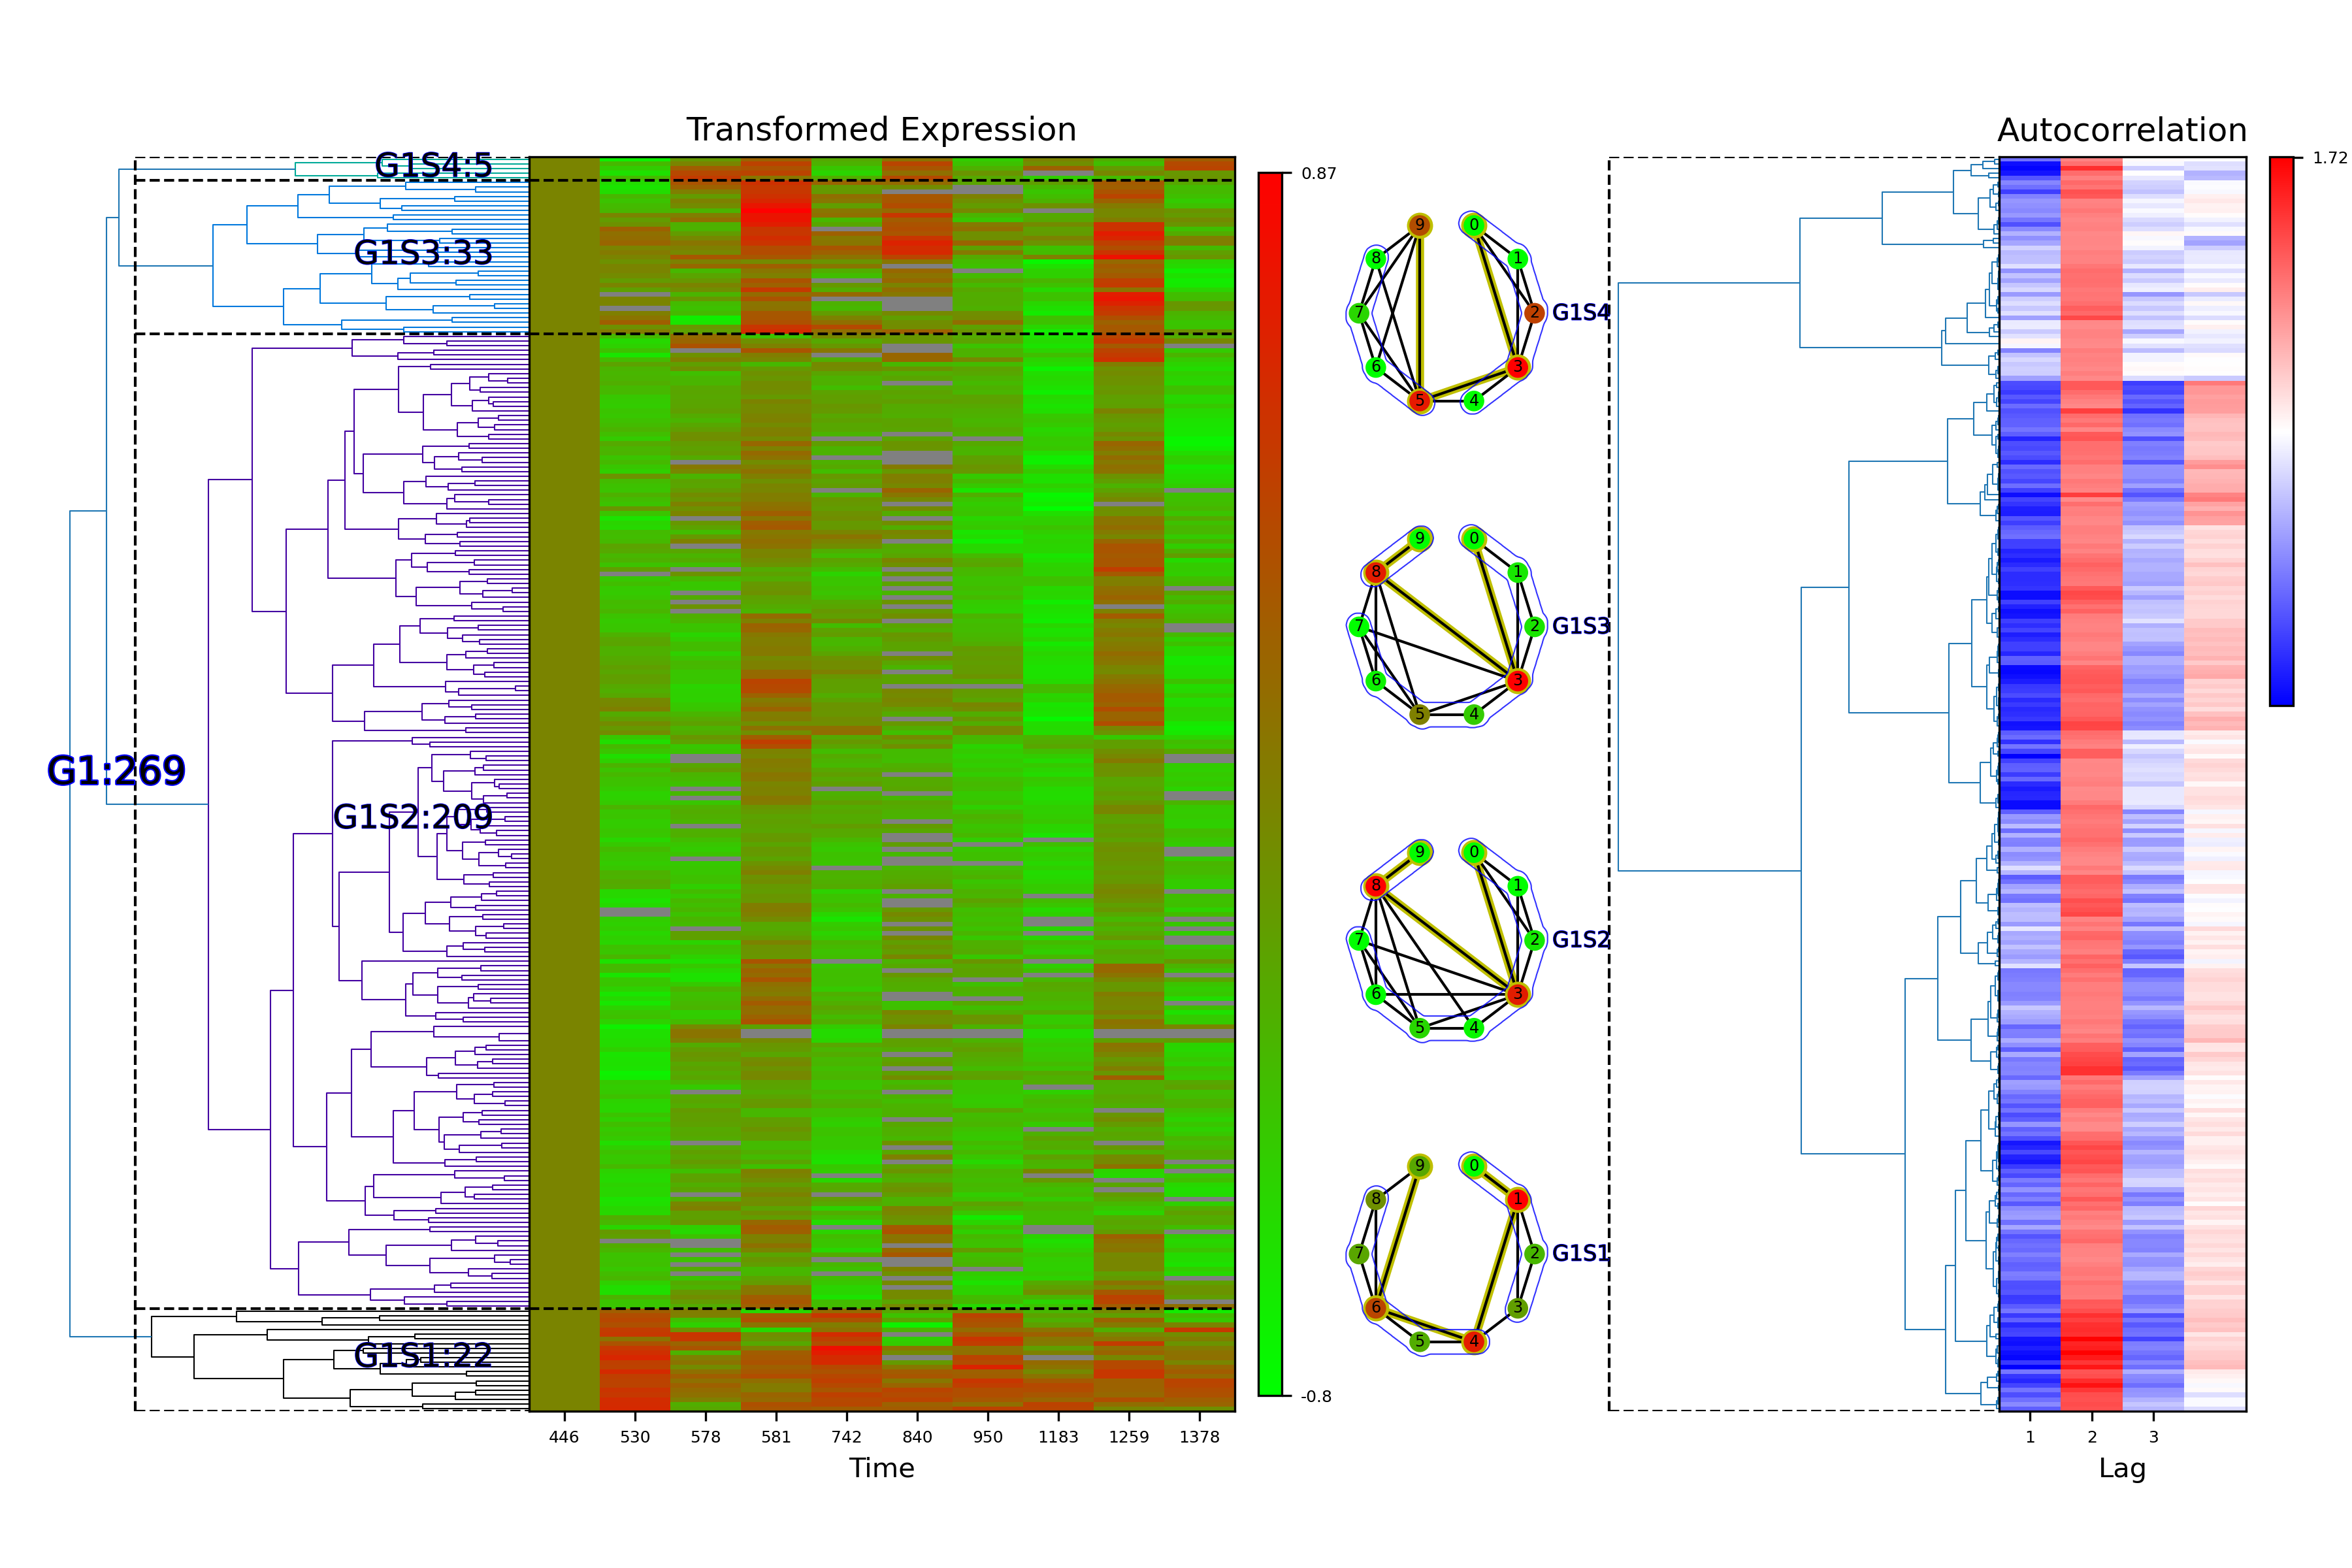 Transformed Expression
Autocorrelation
G1S4:5
G1S3:33
G1:269
G1S2:209
G1S1:22
0.87
-0.8
446 530 578 581 742 840 950 1183 1259 1378
Time
9 0
8 1
7 2 G1S4
6 3
5 4
9 0
8 1
7 2 G1S3
6 3
5 4
9 0
8 1
7 2 G1S2
6 3
5 4
9 0
8 1
7 2 G1S1
6 3
5 4
1.72
1 2 3
Lag